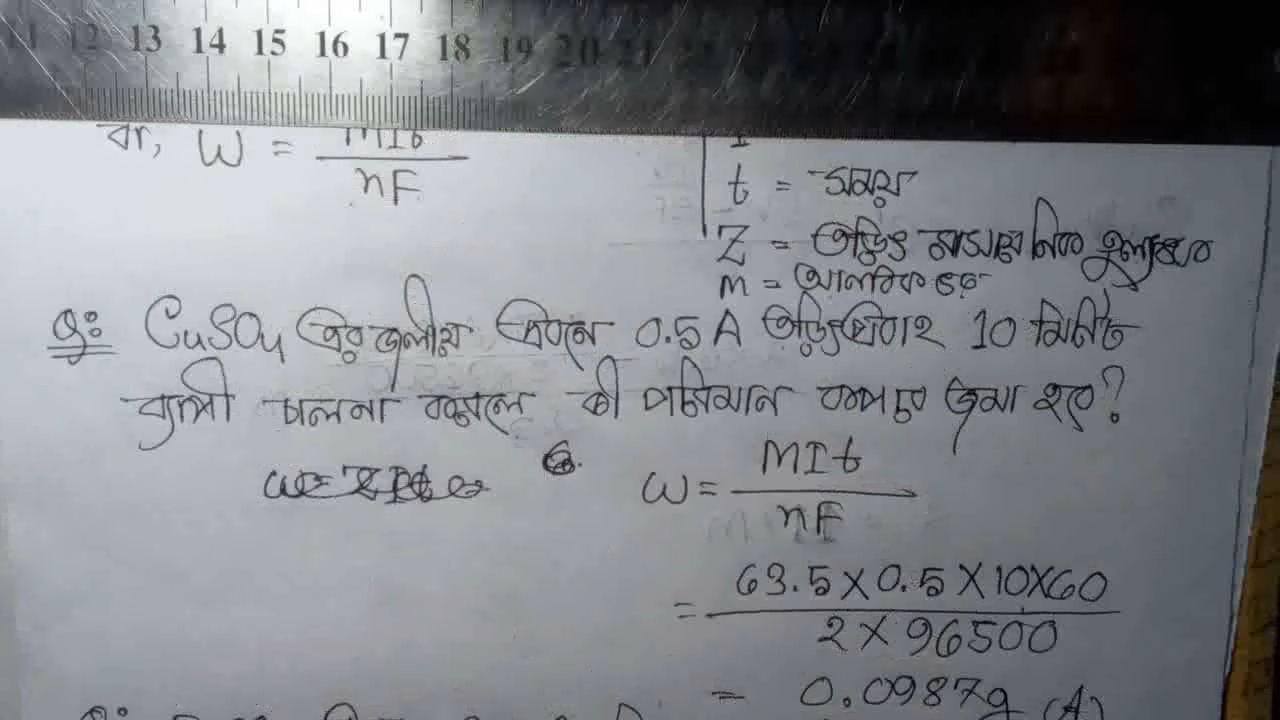 11 12 13 14 15 16 17 18 19 20 21
বা, W = MIt / nF
I
t = সময়
Z = তড়িৎ রাসায়নিক তুল্যাংক
m = আনবিক ভর
Q: CuSO4 এর জলীয় দ্রবনে 0.5 A তড়িৎপ্রবাহ 10 মিনিট
ব্যাপী চালনা করলে কী পরিমান কপার জমা হবে?
W = MIt / nF
= 63.5 X 0.5 X 10 X 60 / 2 X 96500
= 0.0987g (A)